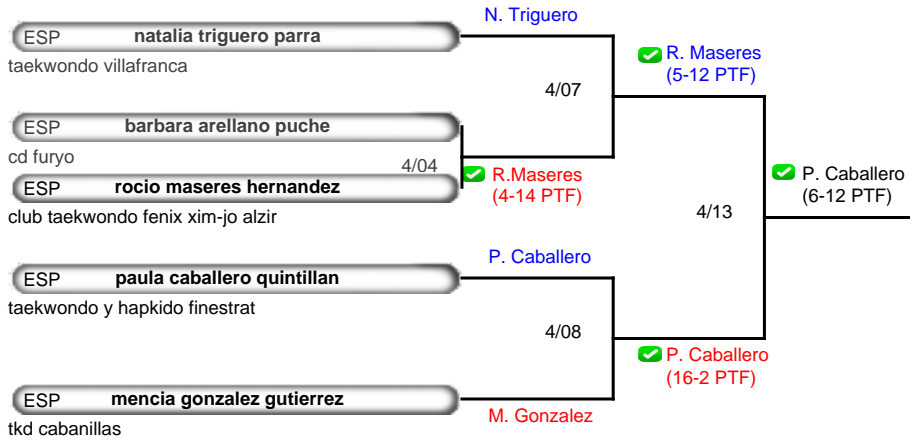 N. Triguero
ESP natalia triguero parra
taekwondo villafranca
R. Maseres
(5-12 PTF)
4/07
ESP barbara arellano puche
cd furyo
4/04
R.Maseres
(4-14 PTF)
ESP rocio maseres hernandez
club taekwondo fenix xim-jo alzir
P. Caballero
(6-12 PTF)
4/13
P. Caballero
ESP paula caballero quintillan
taekwondo y hapkido finestrat
4/08
P. Caballero
(16-2 PTF)
ESP mencia gonzalez gutierrez
M. Gonzalez
tkd cabanillas